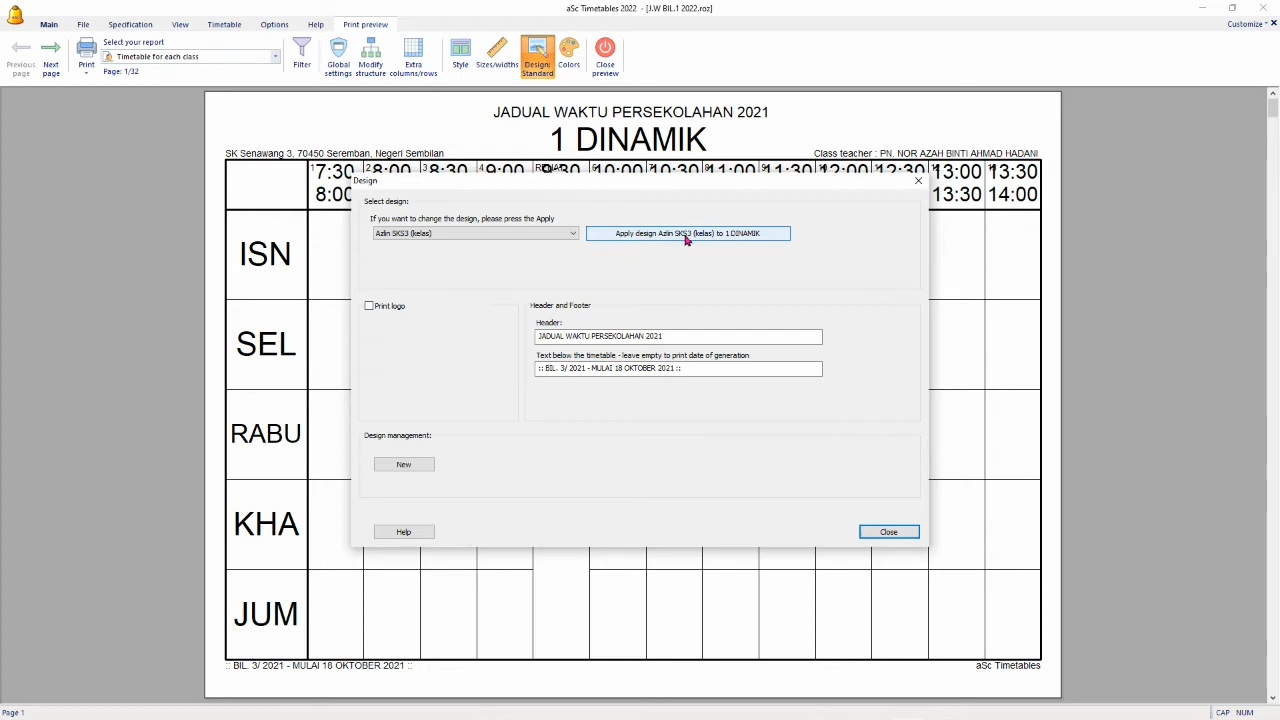 aSc Timetables 2022 - [J.W BIL.1 2022.roz]
Main File Specification View Timetable Options Help Print preview Customize
Previous page
Next page
Print
Select your report
Timetable for each class
Page: 1/32
Filter
Global settings
Modify structure
Extra columns/rows
Style
Sizes/widths
Design: Standard
Colors
Close preview
JADUAL WAKTU PERSEKOLAHAN 2021
1 DINAMIK
SK Senawang 3, 70450 Seremban, Negeri Sembilan
Class teacher : PN. NOR AZAH BINTI AHMAD HADANI
1 7:30 2 8:00 3 8:30 4 9:00 REHAT 9:30 10:00 10:30 11:00 11:30 12:00 12:30 13:00 13:30
8:00 13:30 14:00
Design
Select design:
If you want to change the design, please press the Apply
Azlin SKS3 (kelas)
Apply design Azlin SKS3 (kelas) to 1 DINAMIK
Print logo
Header and Footer
Header:
JADUAL WAKTU PERSEKOLAHAN 2021
Text below the timetable - leave empty to print date of generation
:: BIL. 3/ 2021 - MULAI 18 OKTOBER 2021 ::
Design management:
New
Help
Close
ISN
SEL
RABU
KHA
JUM
:: BIL. 3/ 2021 - MULAI 18 OKTOBER 2021 ::
aSc Timetables
Page 1
CAP NUM